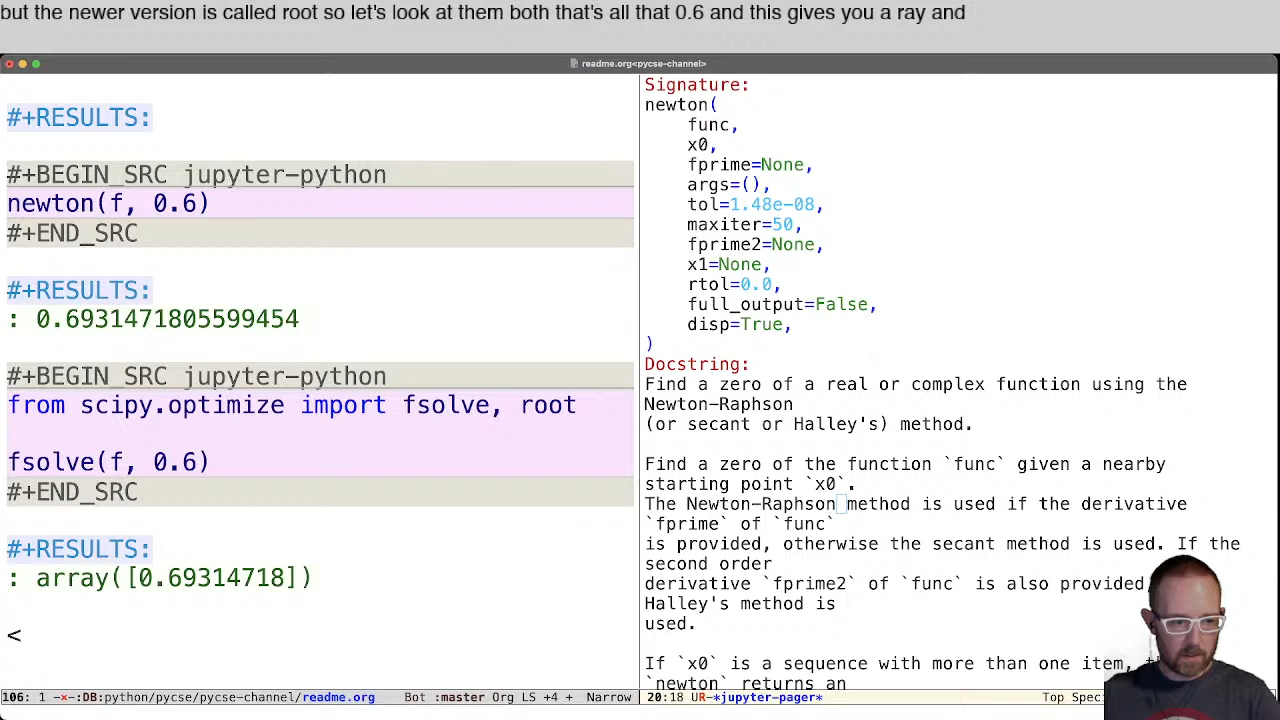 but the newer version is called root so let's look at them both that's all that 0.6 and this gives you a ray and
readme.org<pycse-channel>
#+RESULTS:
#+BEGIN_SRC jupyter-python
newton(f, 0.6)
#+END_SRC
#+RESULTS:
: 0.6931471805599454
#+BEGIN_SRC jupyter-python
from scipy.optimize import fsolve, root
fsolve(f, 0.6)
#+END_SRC
#+RESULTS:
: array([0.69314718])
<
106: 1 -×-:DB:python/pycse/pycse-channel/readme.org Bot :master Org LS +4 + Narrow
Signature:
newton(
func,
x0,
fprime=None,
args=(),
tol=1.48e-08,
maxiter=50,
fprime2=None,
x1=None,
rtol=0.0,
full_output=False,
disp=True,
)
Docstring:
Find a zero of a real or complex function using the
Newton-Raphson
(or secant or Halley's) method.
Find a zero of the function `func` given a nearby
starting point `x0`.
The Newton-Raphson method is used if the derivative
`fprime` of `func`
is provided, otherwise the secant method is used. If the
second order
derivative `fprime2` of `func` is also provided,
Halley's method is
used.
If `x0` is a sequence with more than one item,
`newton` returns an
20:18 UR-*jupyter-pager* Top